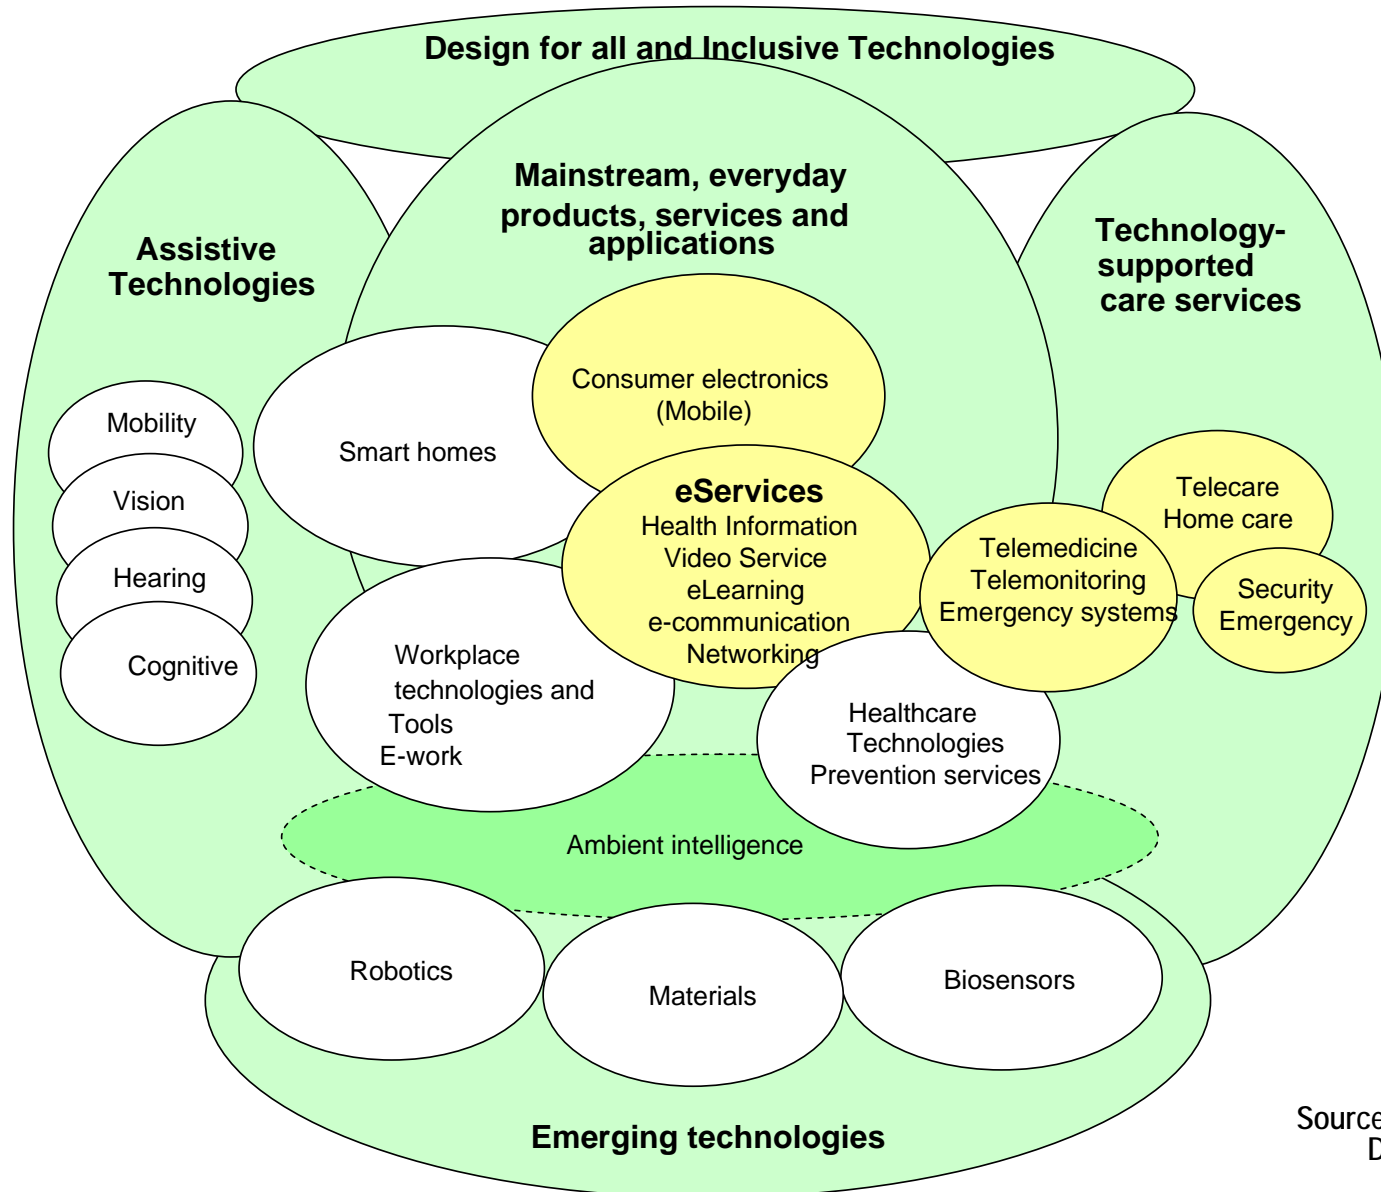 Design for all and Inclusive Technologies
Mainstream, everyday
products, services and
applications
Assistive
Technologies
Technology-
supported
care services
Consumer electronics
(Mobile)
Smart homes
Mobility
Vision
Hearing
Cognitive
eServices
Health Information
Video Service
eLearning
e-communication
Networking
Telecare
Home care
Telemedicine
Telemonitoring
Emergency systems
Security
Emergency
Workplace
technologies and
Tools
E-work
Healthcare
Technologies
Prevention services
Ambient intelligence
Robotics
Materials
Biosensors
Emerging technologies
Source
D